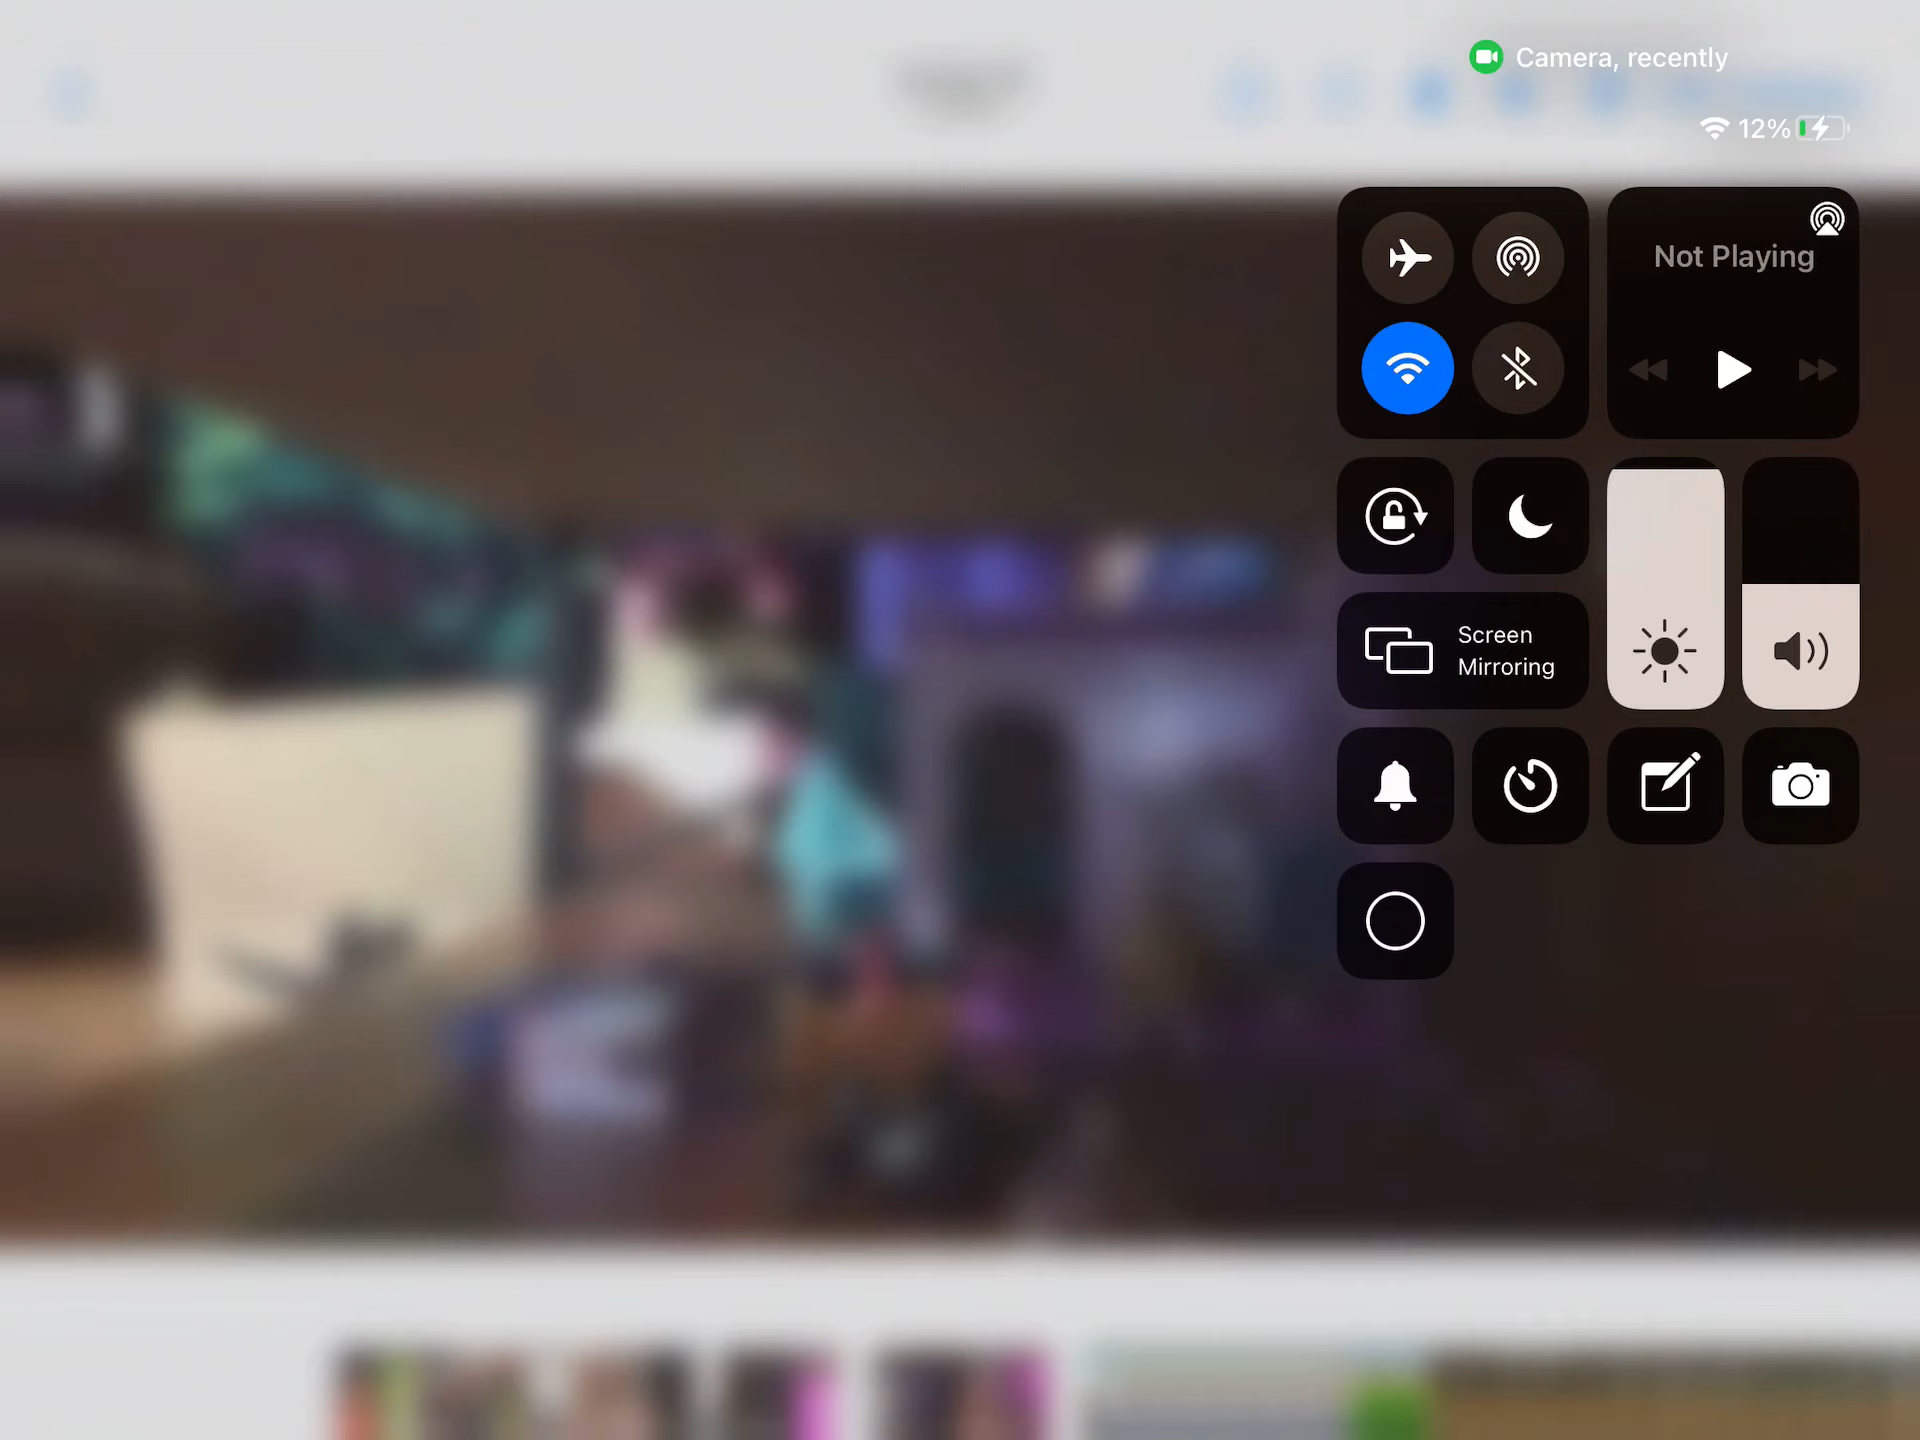 Camera, recently
12%
Not Playing
Screen
Mirroring